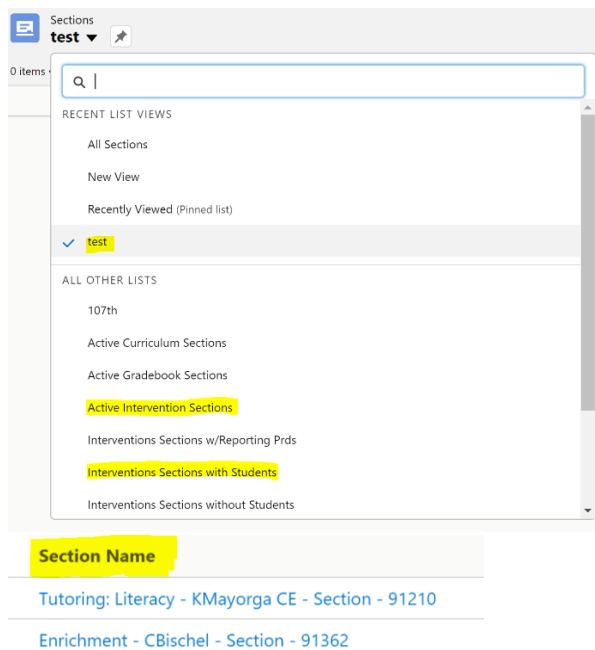 Sections
test
0 items •
RECENT LIST VIEWS
All Sections
New View
Recently Viewed (Pinned list)
test
ALL OTHER LISTS
107th
Active Curriculum Sections
Active Gradebook Sections
Active Intervention Sections
Interventions Sections w/Reporting Prds
Interventions Sections with Students
Interventions Sections without Students
Section Name
Tutoring: Literacy - KMayorga CE - Section - 91210
Enrichment - CBischel - Section - 91362